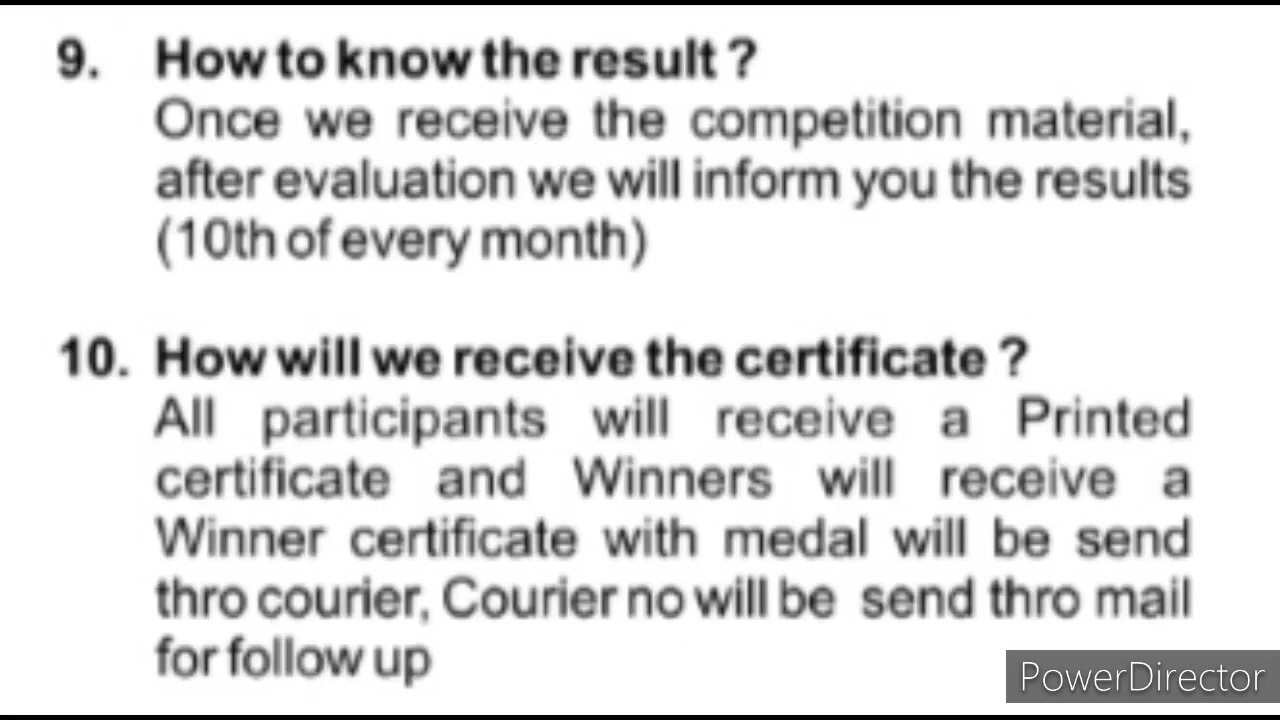 9. How to know the result ?
Once we receive the competition material,
after evaluation we will inform you the results
(10th of every month)
10. How will we receive the certificate ?
All participants will receive a Printed
certificate and Winners will receive a
Winner certificate with medal will be send
thro courier, Courier no will be send thro mail
for follow up
PowerDirector